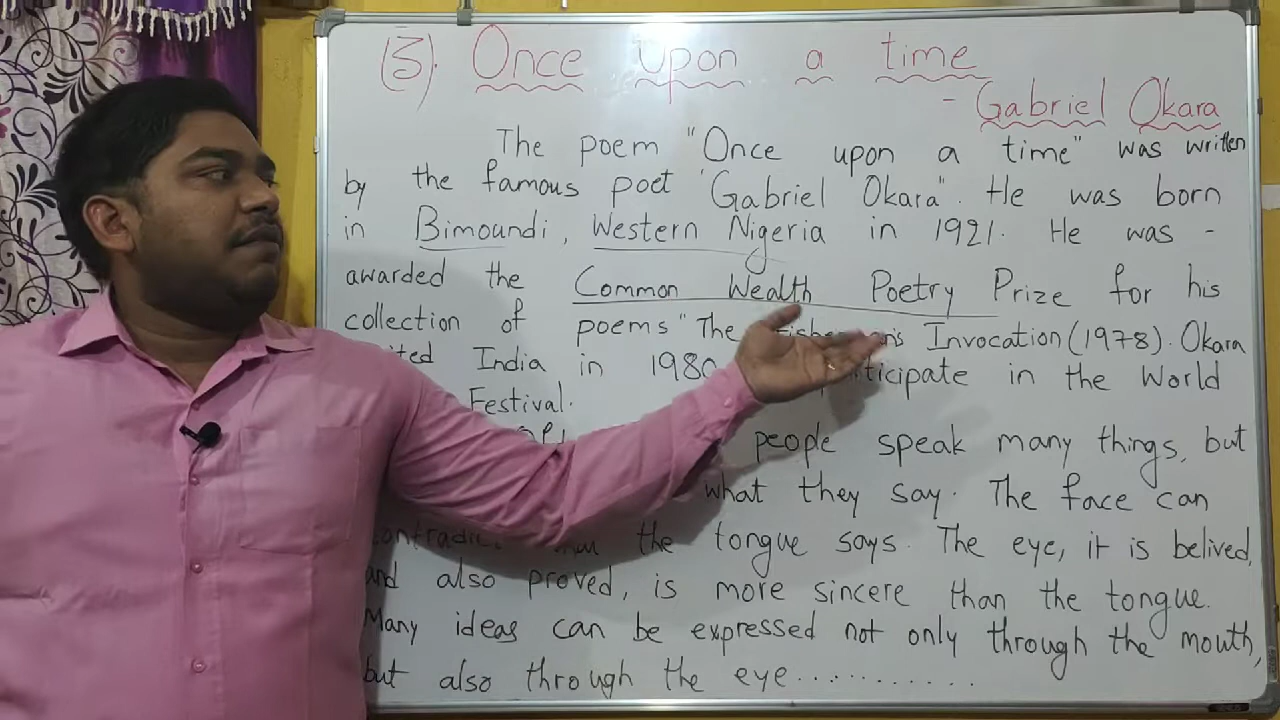 (3). Once upon a time
- Gabriel Okara
The poem "Once upon a time" was written
by the famous poet 'Gabriel Okara". He was born
in Bimoundi, Western Nigeria in 1921. He was -
awarded the Common Wealth Poetry Prize for his
collection of poems "The Invocation (1978). Okara
India in 1980 participate in the World
Festival.
people speak many things, but
what they say. The face can
the tongue says. The eye, it is belived,
and also proved, is more sincere than the tongue.
Many ideas can be expressed not only through the mouth,
but also through the eye...........